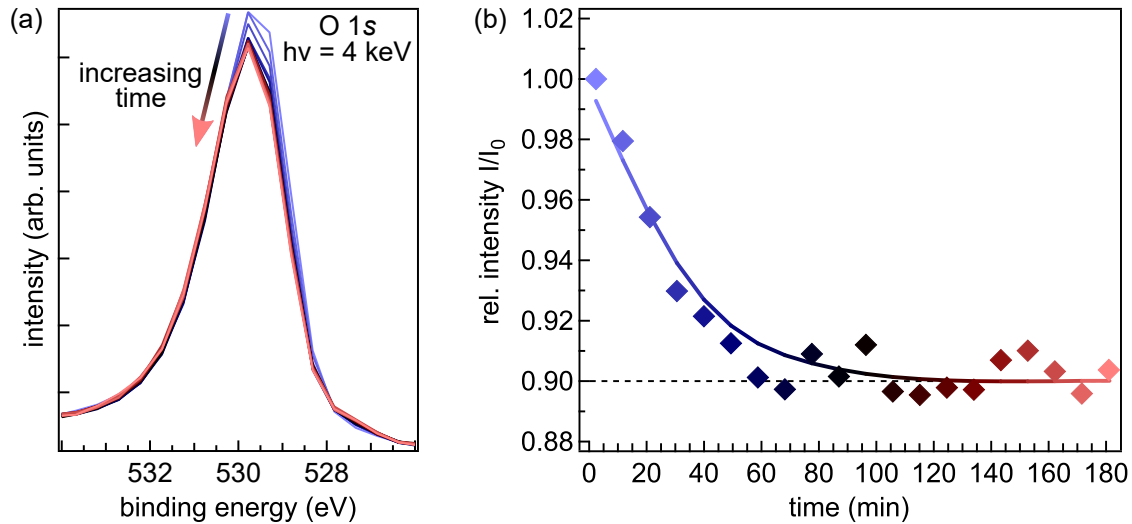 (a)
O 1s
hν = 4 keV
increasing
time
intensity (arb. units)
532
530
528
binding energy (eV)
(b)
1.02
1.00
0.98
0.96
0.94
0.92
0.90
0.88
rel. intensity I/I₀
0
20
40
60
80
100
120
140
160
180
time (min)